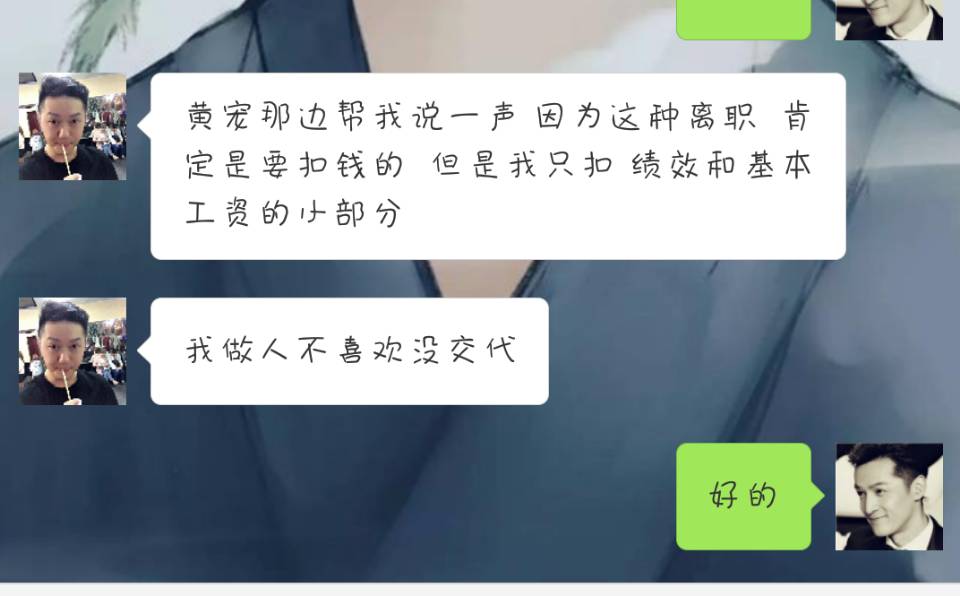 黄宏那边帮我说一声 因为这种离职 肯
定是要扣钱的 但是我只扣 绩效和基本
工资的小部分
我做人不喜欢没交代
好的